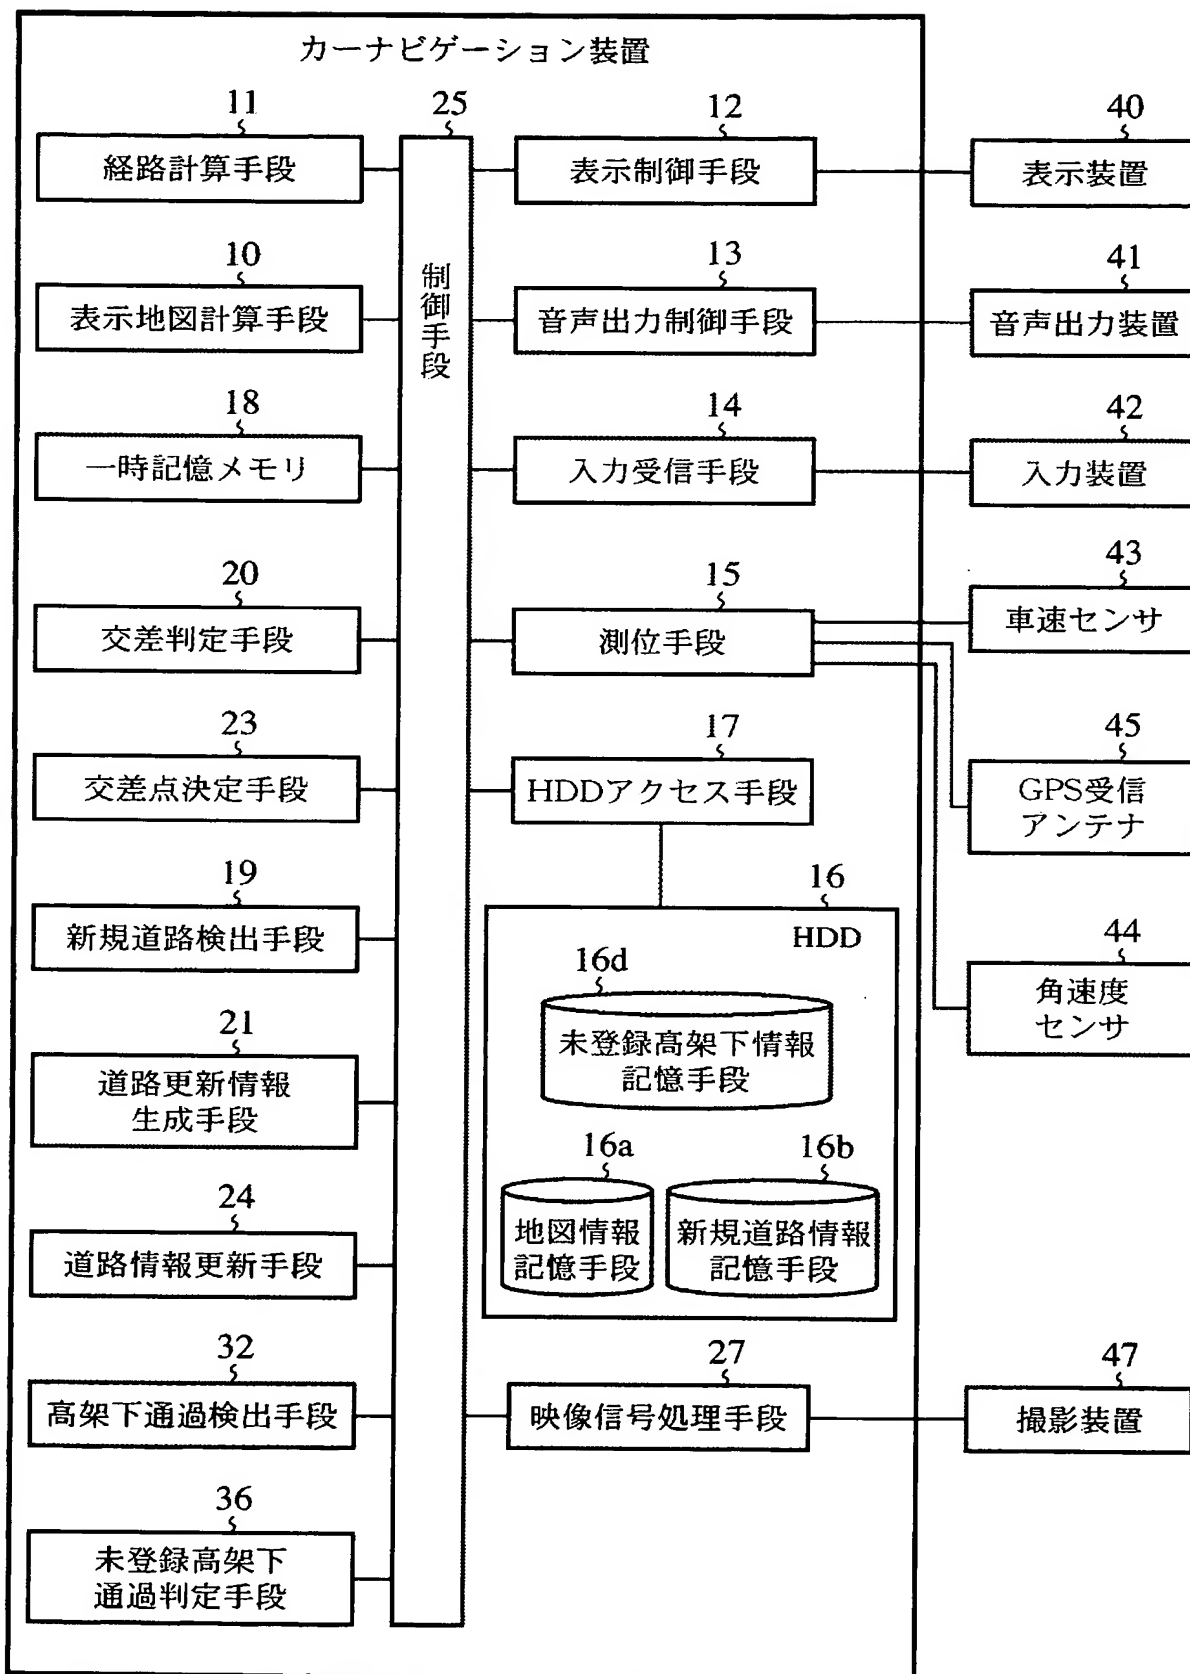 カーナビゲーション装置
11
25
12
40
経路計算手段
表示制御手段
表示装置
制御手段
10
13
41
表示地図計算手段
音声出力制御手段
音声出力装置
18
14
42
一時記憶メモリ
入力受信手段
入力装置
20
15
43
交差判定手段
測位手段
車速センサ
23
17
45
交差点決定手段
HDDアクセス手段
GPS受信
アンテナ
19
16
44
新規道路検出手段
HDD
角速度
センサ
16d
未登録高架下情報
記憶手段
21
道路更新情報
生成手段
16a
16b
地図情報
記憶手段
新規道路情報
記憶手段
24
道路情報更新手段
32
27
47
高架下通過検出手段
映像信号処理手段
撮影装置
36
未登録高架下
通過判定手段